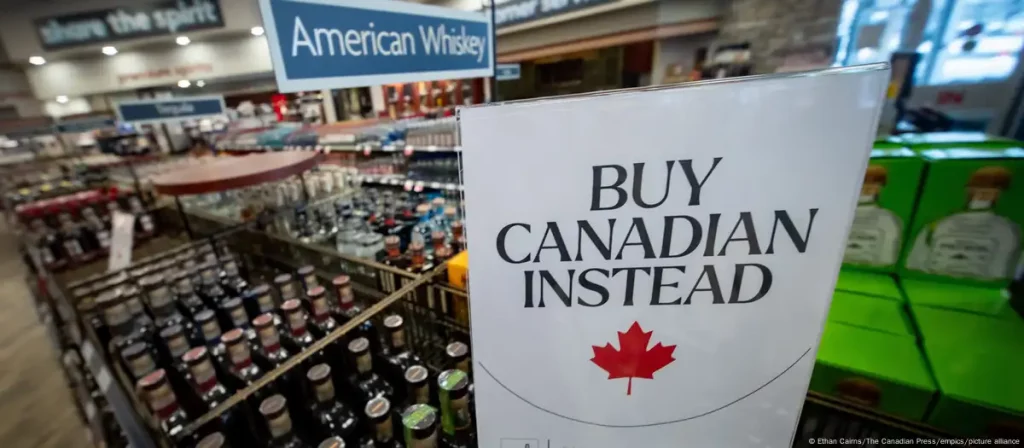 share the spirit
American Whiskey
Tequila
BUY
CANADIAN
INSTEAD
© Ethan Cairns/The Canadian Press/empics/picture alliance